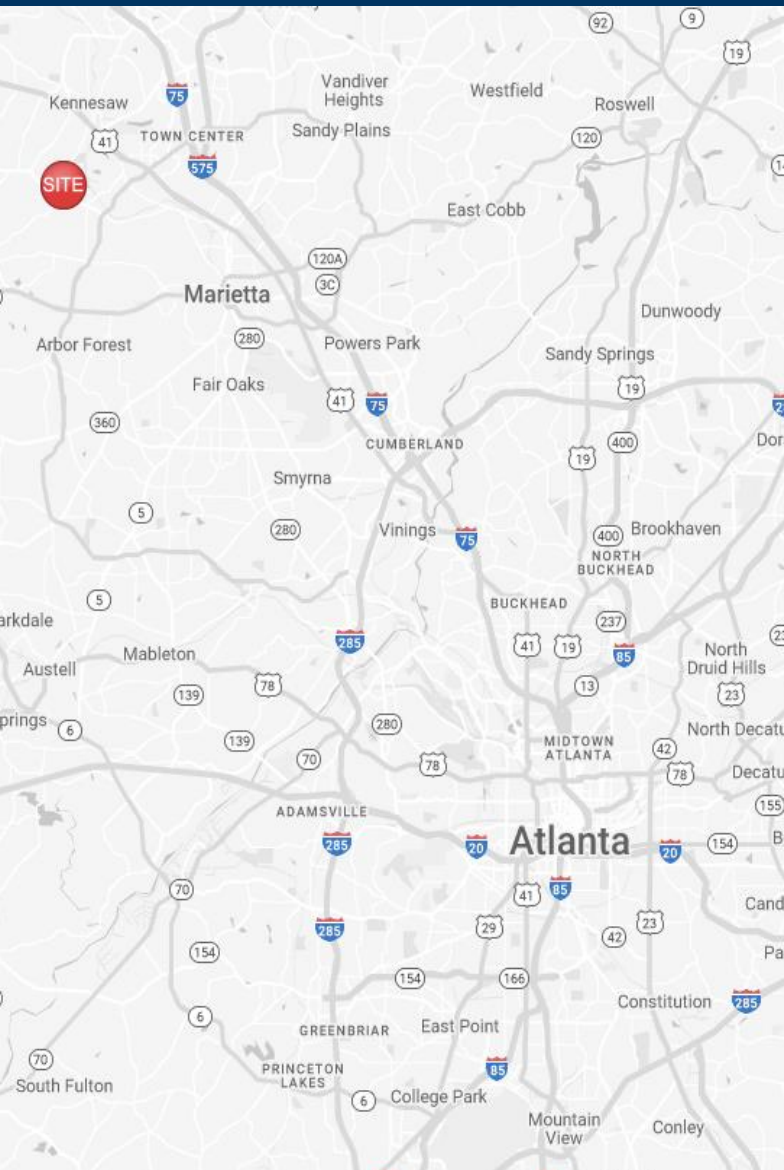 92
9
19
75
Vandiver
Heights
Westfield
Kennesaw
Roswell
41
TOWN CENTER
Sandy Plains
120
575
SITE
East Cobb
120A
3C
Marietta
Dunwoody
280
Arbor Forest
Powers Park
Sandy Springs
Fair Oaks
19
41
75
360
CUMBERLAND
400
Dor
19
Smyrna
5
280
Vinings
75
400
Brookhaven
NORTH
BUCKHEAD
5
BUCKHEAD
arkdale
237
285
41
19
85
Mableton
North
Druid Hills
Austell
78
13
23
139
prings
6
280
North Decatu
139
MIDTOWN
ATLANTA
42
70
78
78
Decatu
155
ADAMSVILLE
285
20
Atlanta
20
154
B
70
41
85
Cand
285
29
23
42
154
Pa
154
166
Constitution
285
6
GREENBRIAR
East Point
70
PRINCETON
LAKES
85
South Fulton
6
College Park
Mountain
View
Conley